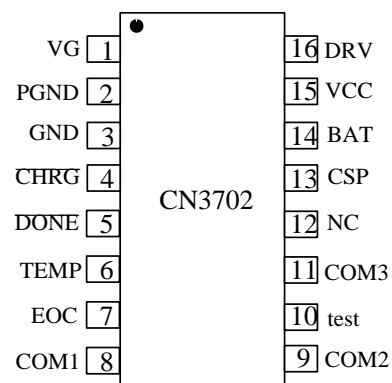 VG 1 16 DRV
PGND 2 15 VCC
GND 3 14 BAT
CHRG 4 13 CSP
CN3702
DONE 5 12 NC
TEMP 6 11 COM3
EOC 7 10 test
COM1 8 9 COM2